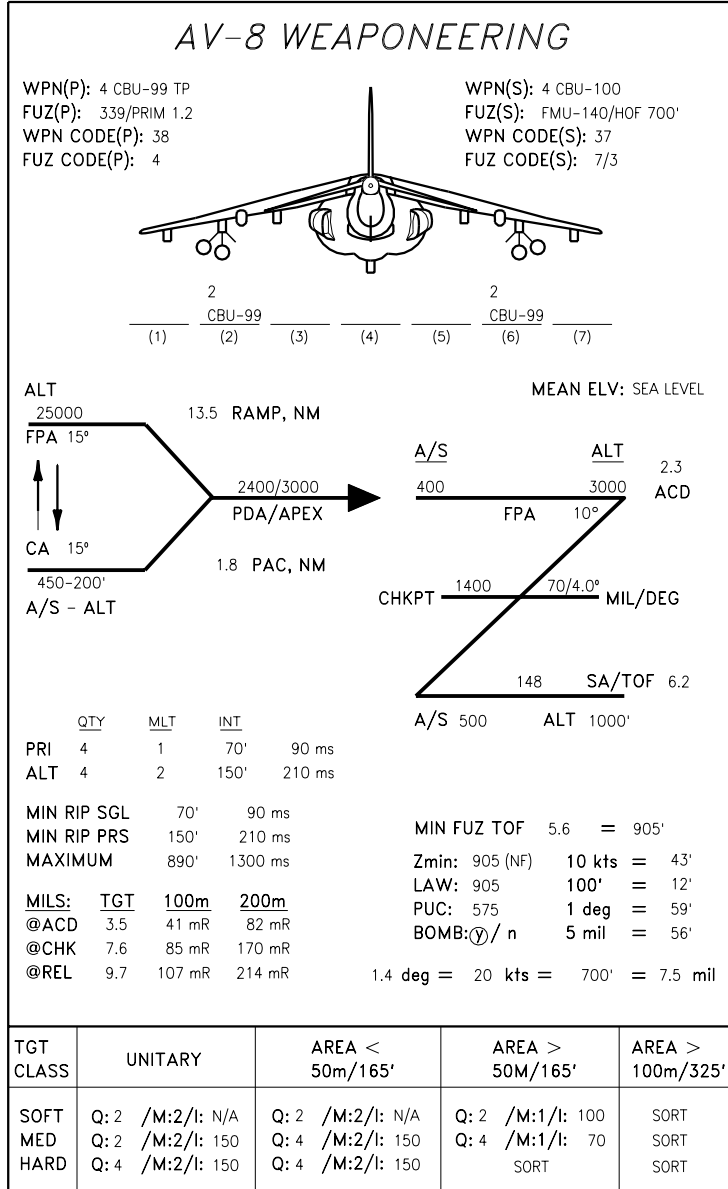 AV-8 WEAPONEERING
WPN(P): 4 CBU-99 TP
FUZ(P): 339/PRIM 1.2
WPN CODE(P): 38
FUZ CODE(P): 4
WPN(S): 4 CBU-100
FUZ(S): FMU-140/HOF 700'
WPN CODE(S): 37
FUZ CODE(S): 7/3
2 2
CBU-99 CBU-99
(1) (2) (3) (4) (5) (6) (7)
ALT
25000
FPA 15°
13.5 RAMP, NM
2400/3000
PDA/APEX
CA 15°
1.8 PAC, NM
450-200'
A/S - ALT
MEAN ELV: SEA LEVEL
A/S ALT
400 3000
2.3
ACD
FPA 10°
CHKPT 1400 70/4.0° MIL/DEG
148 SA/TOF 6.2
A/S 500 ALT 1000'
QTY MLT INT
PRI 4 1 70' 90 ms
ALT 4 2 150' 210 ms
MIN RIP SGL 70' 90 ms
MIN RIP PRS 150' 210 ms
MAXIMUM 890' 1300 ms
MILS: TGT 100m 200m
@ACD 3.5 41 mR 82 mR
@CHK 7.6 85 mR 170 mR
@REL 9.7 107 mR 214 mR
MIN FUZ TOF 5.6 = 905'
Zmin: 905 (NF) 10 kts = 43'
LAW: 905 100' = 12'
PUC: 575 1 deg = 59'
BOMB: y / n 5 mil = 56'
1.4 deg = 20 kts = 700' = 7.5 mil
TGT CLASS UNITARY AREA < 50m/165' AREA > 50M/165' AREA > 100m/325'
SOFT Q: 2 /M:2/I: N/A Q: 2 /M:2/I: N/A Q: 2 /M:1/I: 100 SORT
MED Q: 2 /M:2/I: 150 Q: 4 /M:2/I: 150 Q: 4 /M:1/I: 70 SORT
HARD Q: 4 /M:2/I: 150 Q: 4 /M:2/I: 150 SORT SORT